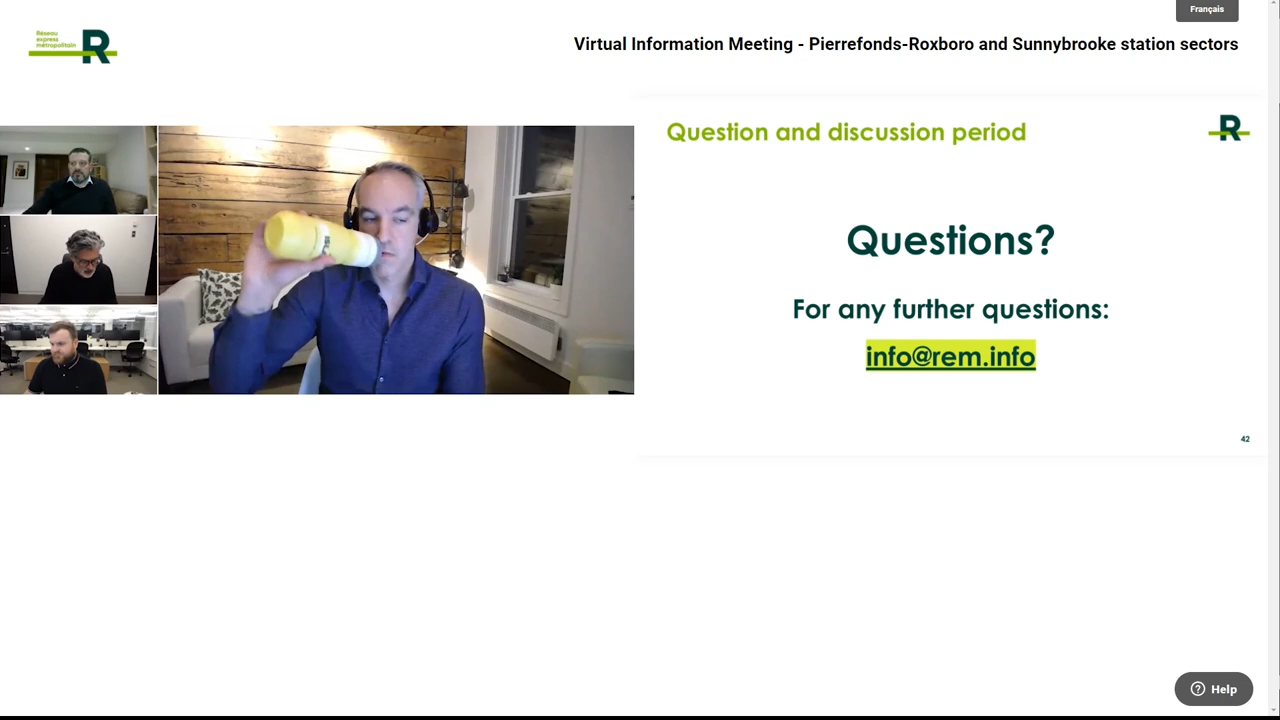 Français
Réseau
express
métropolitain
R
Virtual Information Meeting - Pierrefonds-Roxboro and Sunnybrooke station sectors
Question and discussion period
R
Questions?
For any further questions:
info@rem.info
42
Help